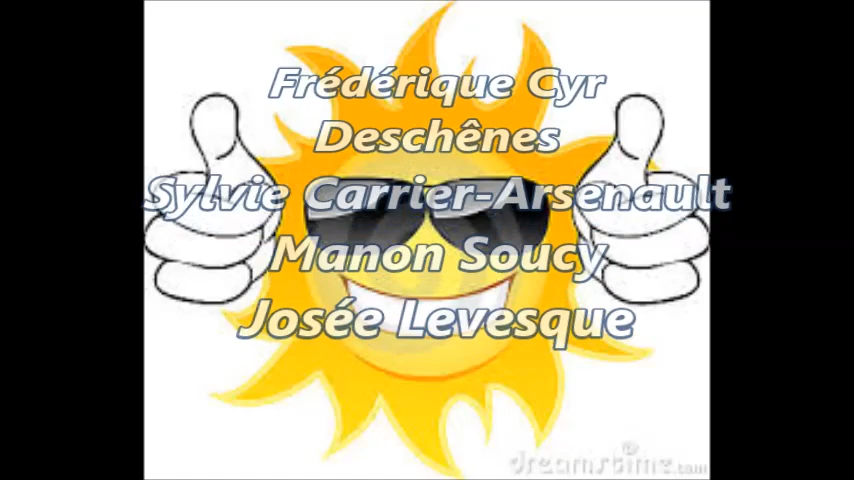 Frédérique Cyr
Deschênes
Sylvie Carrier-Arsenault
Manon Soucy
Josée Levesque
dreamstime.com